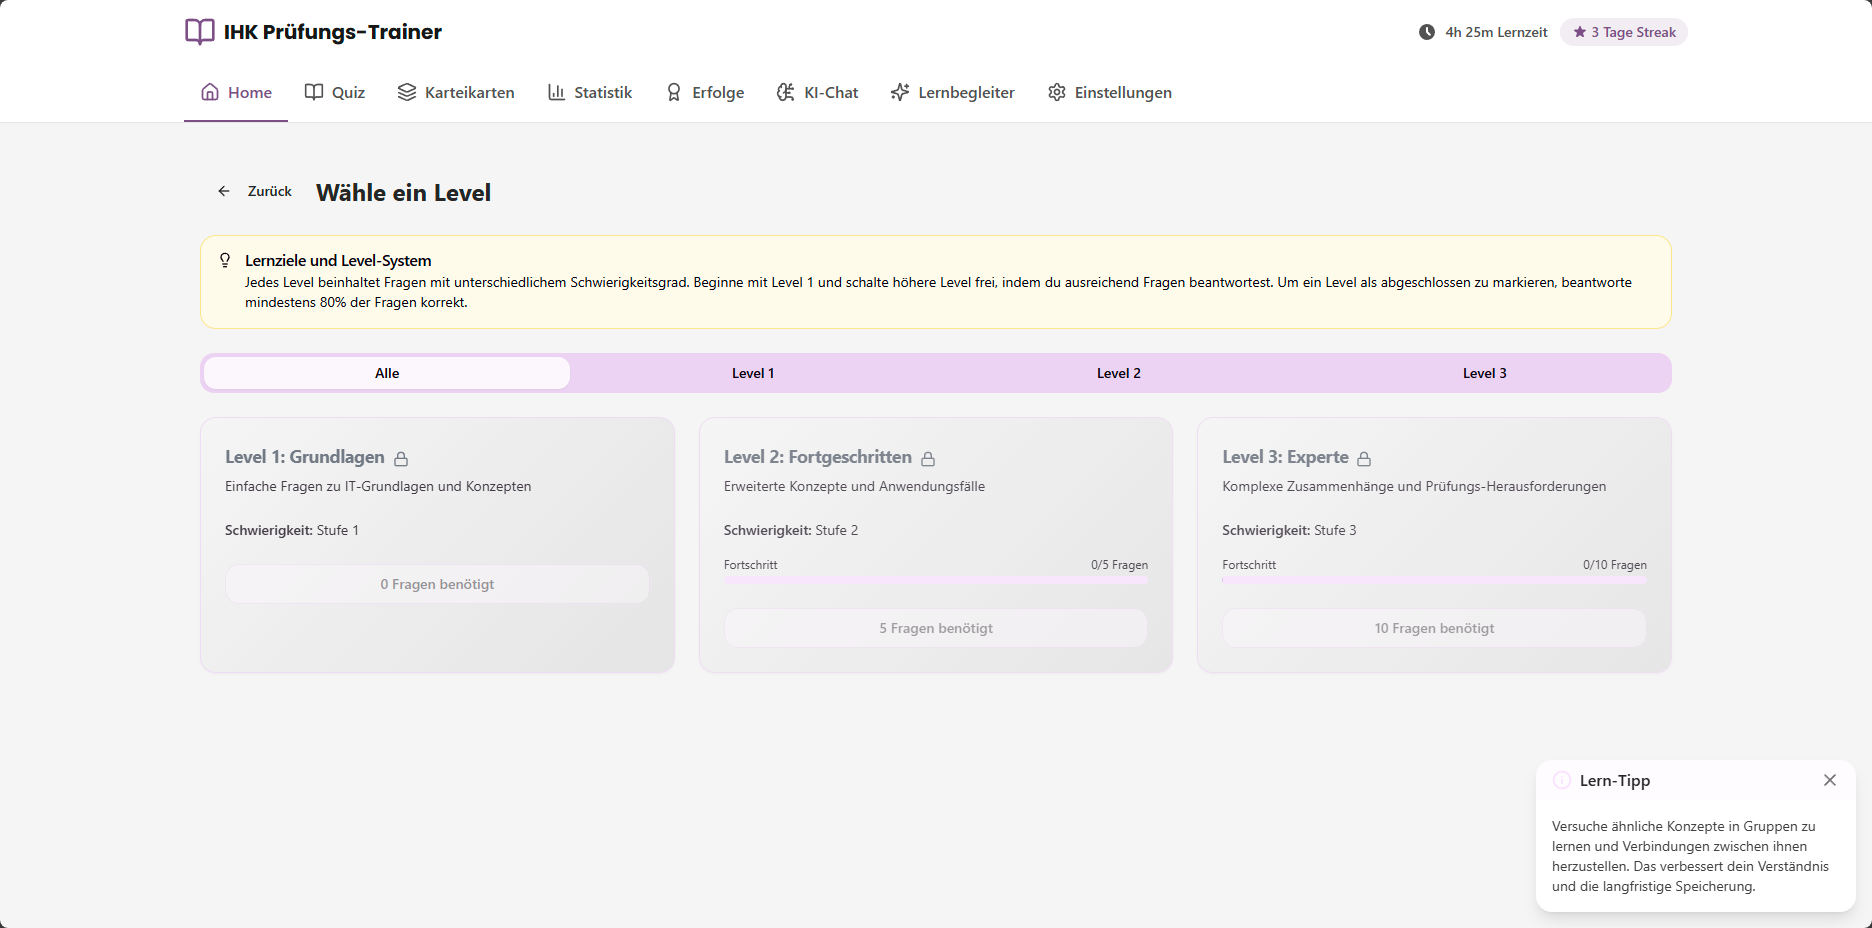 IHK Prüfungs-Trainer
4h 25m Lernzeit
3 Tage Streak
Home
Quiz
Karteikarten
Statistik
Erfolge
KI-Chat
Lernbegleiter
Einstellungen
Zurück
Wähle ein Level
Lernziele und Level-System
Jedes Level beinhaltet Fragen mit unterschiedlichem Schwierigkeitsgrad. Beginne mit Level 1 und schalte höhere Level frei, indem du ausreichend Fragen beantwortest. Um ein Level als abgeschlossen zu markieren, beantworte
mindestens 80% der Fragen korrekt.
Alle
Level 1
Level 2
Level 3
Level 1: Grundlagen
Einfache Fragen zu IT-Grundlagen und Konzepten
Schwierigkeit: Stufe 1
0 Fragen benötigt
Level 2: Fortgeschritten
Erweiterte Konzepte und Anwendungsfälle
Schwierigkeit: Stufe 2
Fortschritt
0/5 Fragen
5 Fragen benötigt
Level 3: Experte
Komplexe Zusammenhänge und Prüfungs-Herausforderungen
Schwierigkeit: Stufe 3
Fortschritt
0/10 Fragen
10 Fragen benötigt
Lern-Tipp
Versuche ähnliche Konzepte in Gruppen zu
lernen und Verbindungen zwischen ihnen
herzustellen. Das verbessert dein Verständnis
und die langfristige Speicherung.